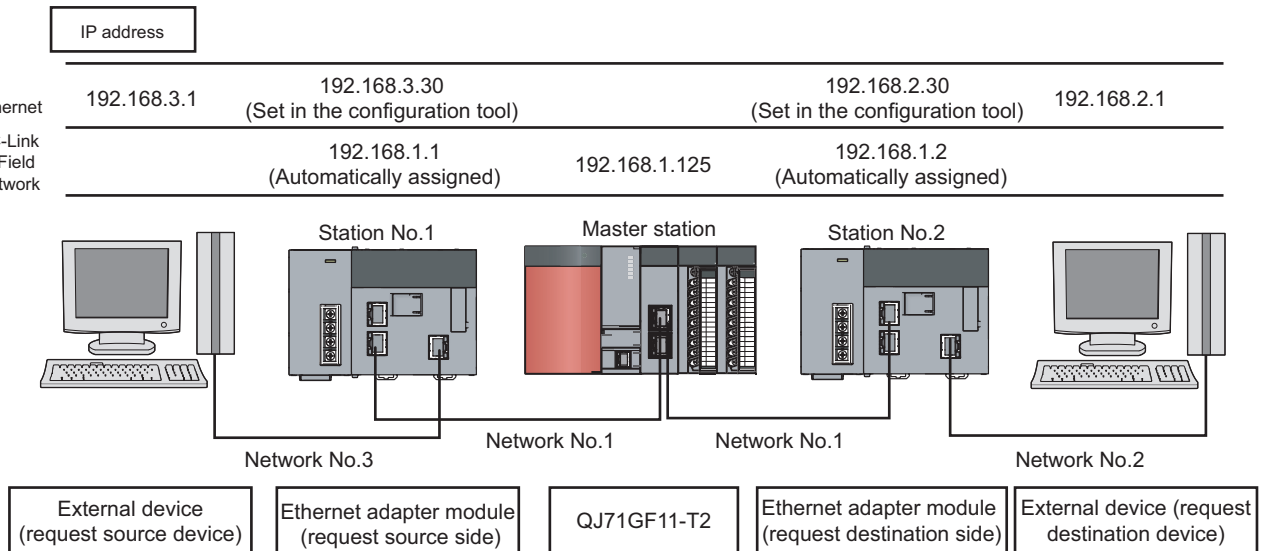 IP address
192.168.3.1
192.168.3.30
(Set in the configuration tool)
192.168.2.30
(Set in the configuration tool)
192.168.2.1
ernet
-Link
Field
twork
192.168.1.1
(Automatically assigned)
192.168.1.125
192.168.1.2
(Automatically assigned)
Station No.1
Master station
Station No.2
Network No.1
Network No.1
Network No.3
Network No.2
External device
(request source device)
Ethernet adapter module
(request source side)
QJ71GF11-T2
Ethernet adapter module
(request destination side)
External device (request
destination device)